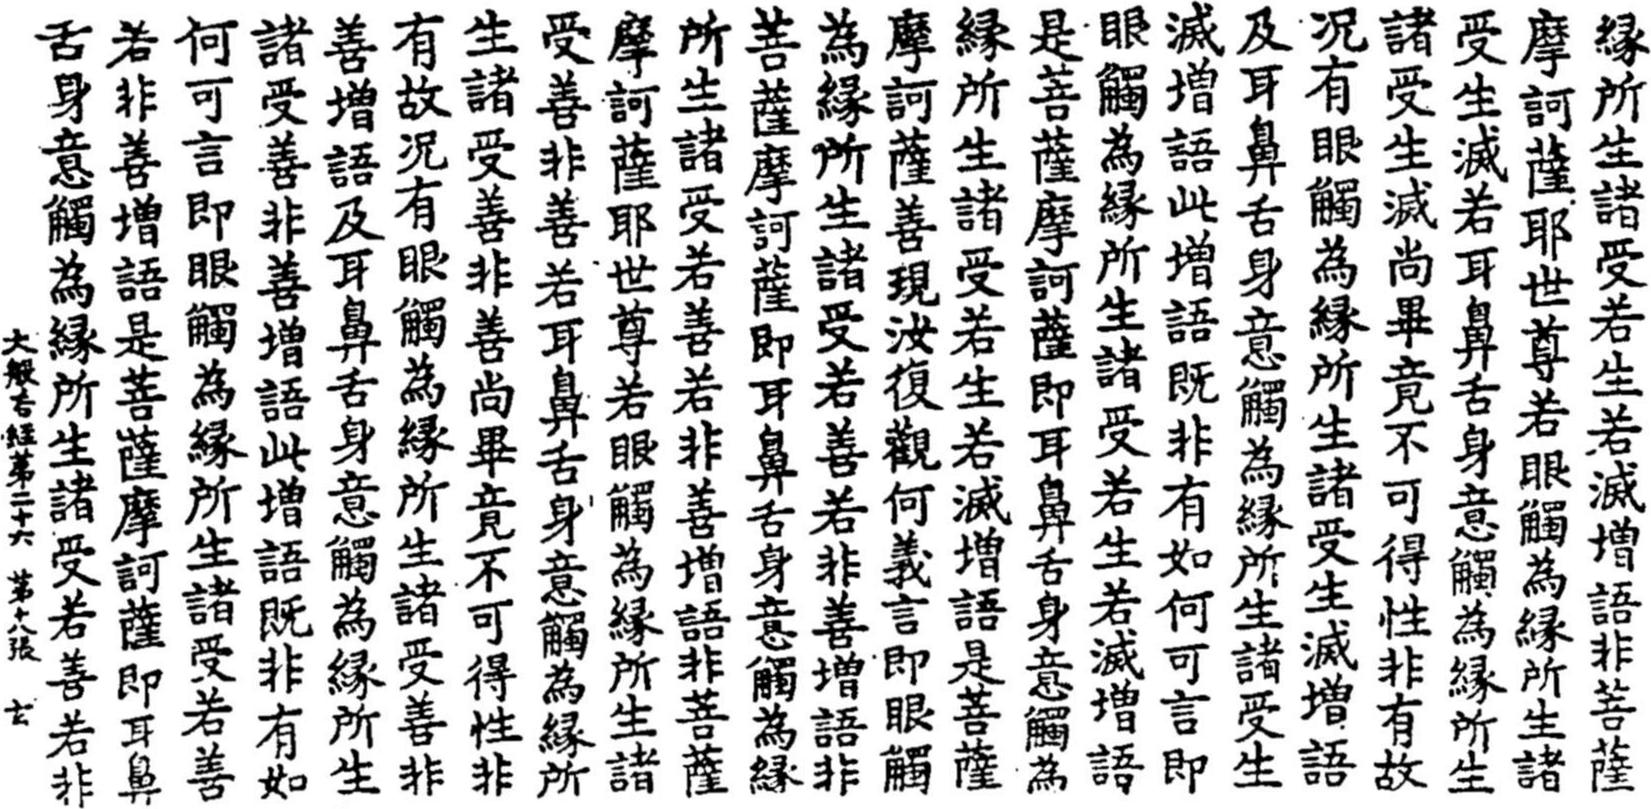 縁所生諸受若生若滅増語非菩薩
摩訶薩耶世尊若眼觸為縁所生諸
受生滅若耳鼻舌身意觸為縁所生
諸受生滅尚畢竟不可得性非有故
况有眼觸為縁所生諸受生滅増語
及耳鼻舌身意觸為縁所生諸受生
滅増語此増語既非有如何可言即
眼觸為縁所生諸受若生若滅増語
是菩薩摩訶薩即耳鼻舌身意觸為
縁所生諸受若生若滅増語是菩薩
摩訶薩善現汝復觀何義言即眼觸
為縁所生諸受若善若非善増語非
菩薩摩訶薩即耳鼻舌身意觸為縁
所生諸受若善若非善増語非菩薩
摩訶薩耶世尊若眼觸為縁所生諸
受善非善若耳鼻舌身意觸為縁所
生諸受善非善尚畢竟不可得性非
有故况有眼觸為縁所生諸受善非
善増語及耳鼻舌身意觸為縁所生
諸受善非善増語此増語既非有如
何可言即眼觸為縁所生諸受若善
若非善増語是菩薩摩訶薩即耳鼻
舌身意觸為縁所生諸受若善若非
大般若經第二十六 第十八張 玄